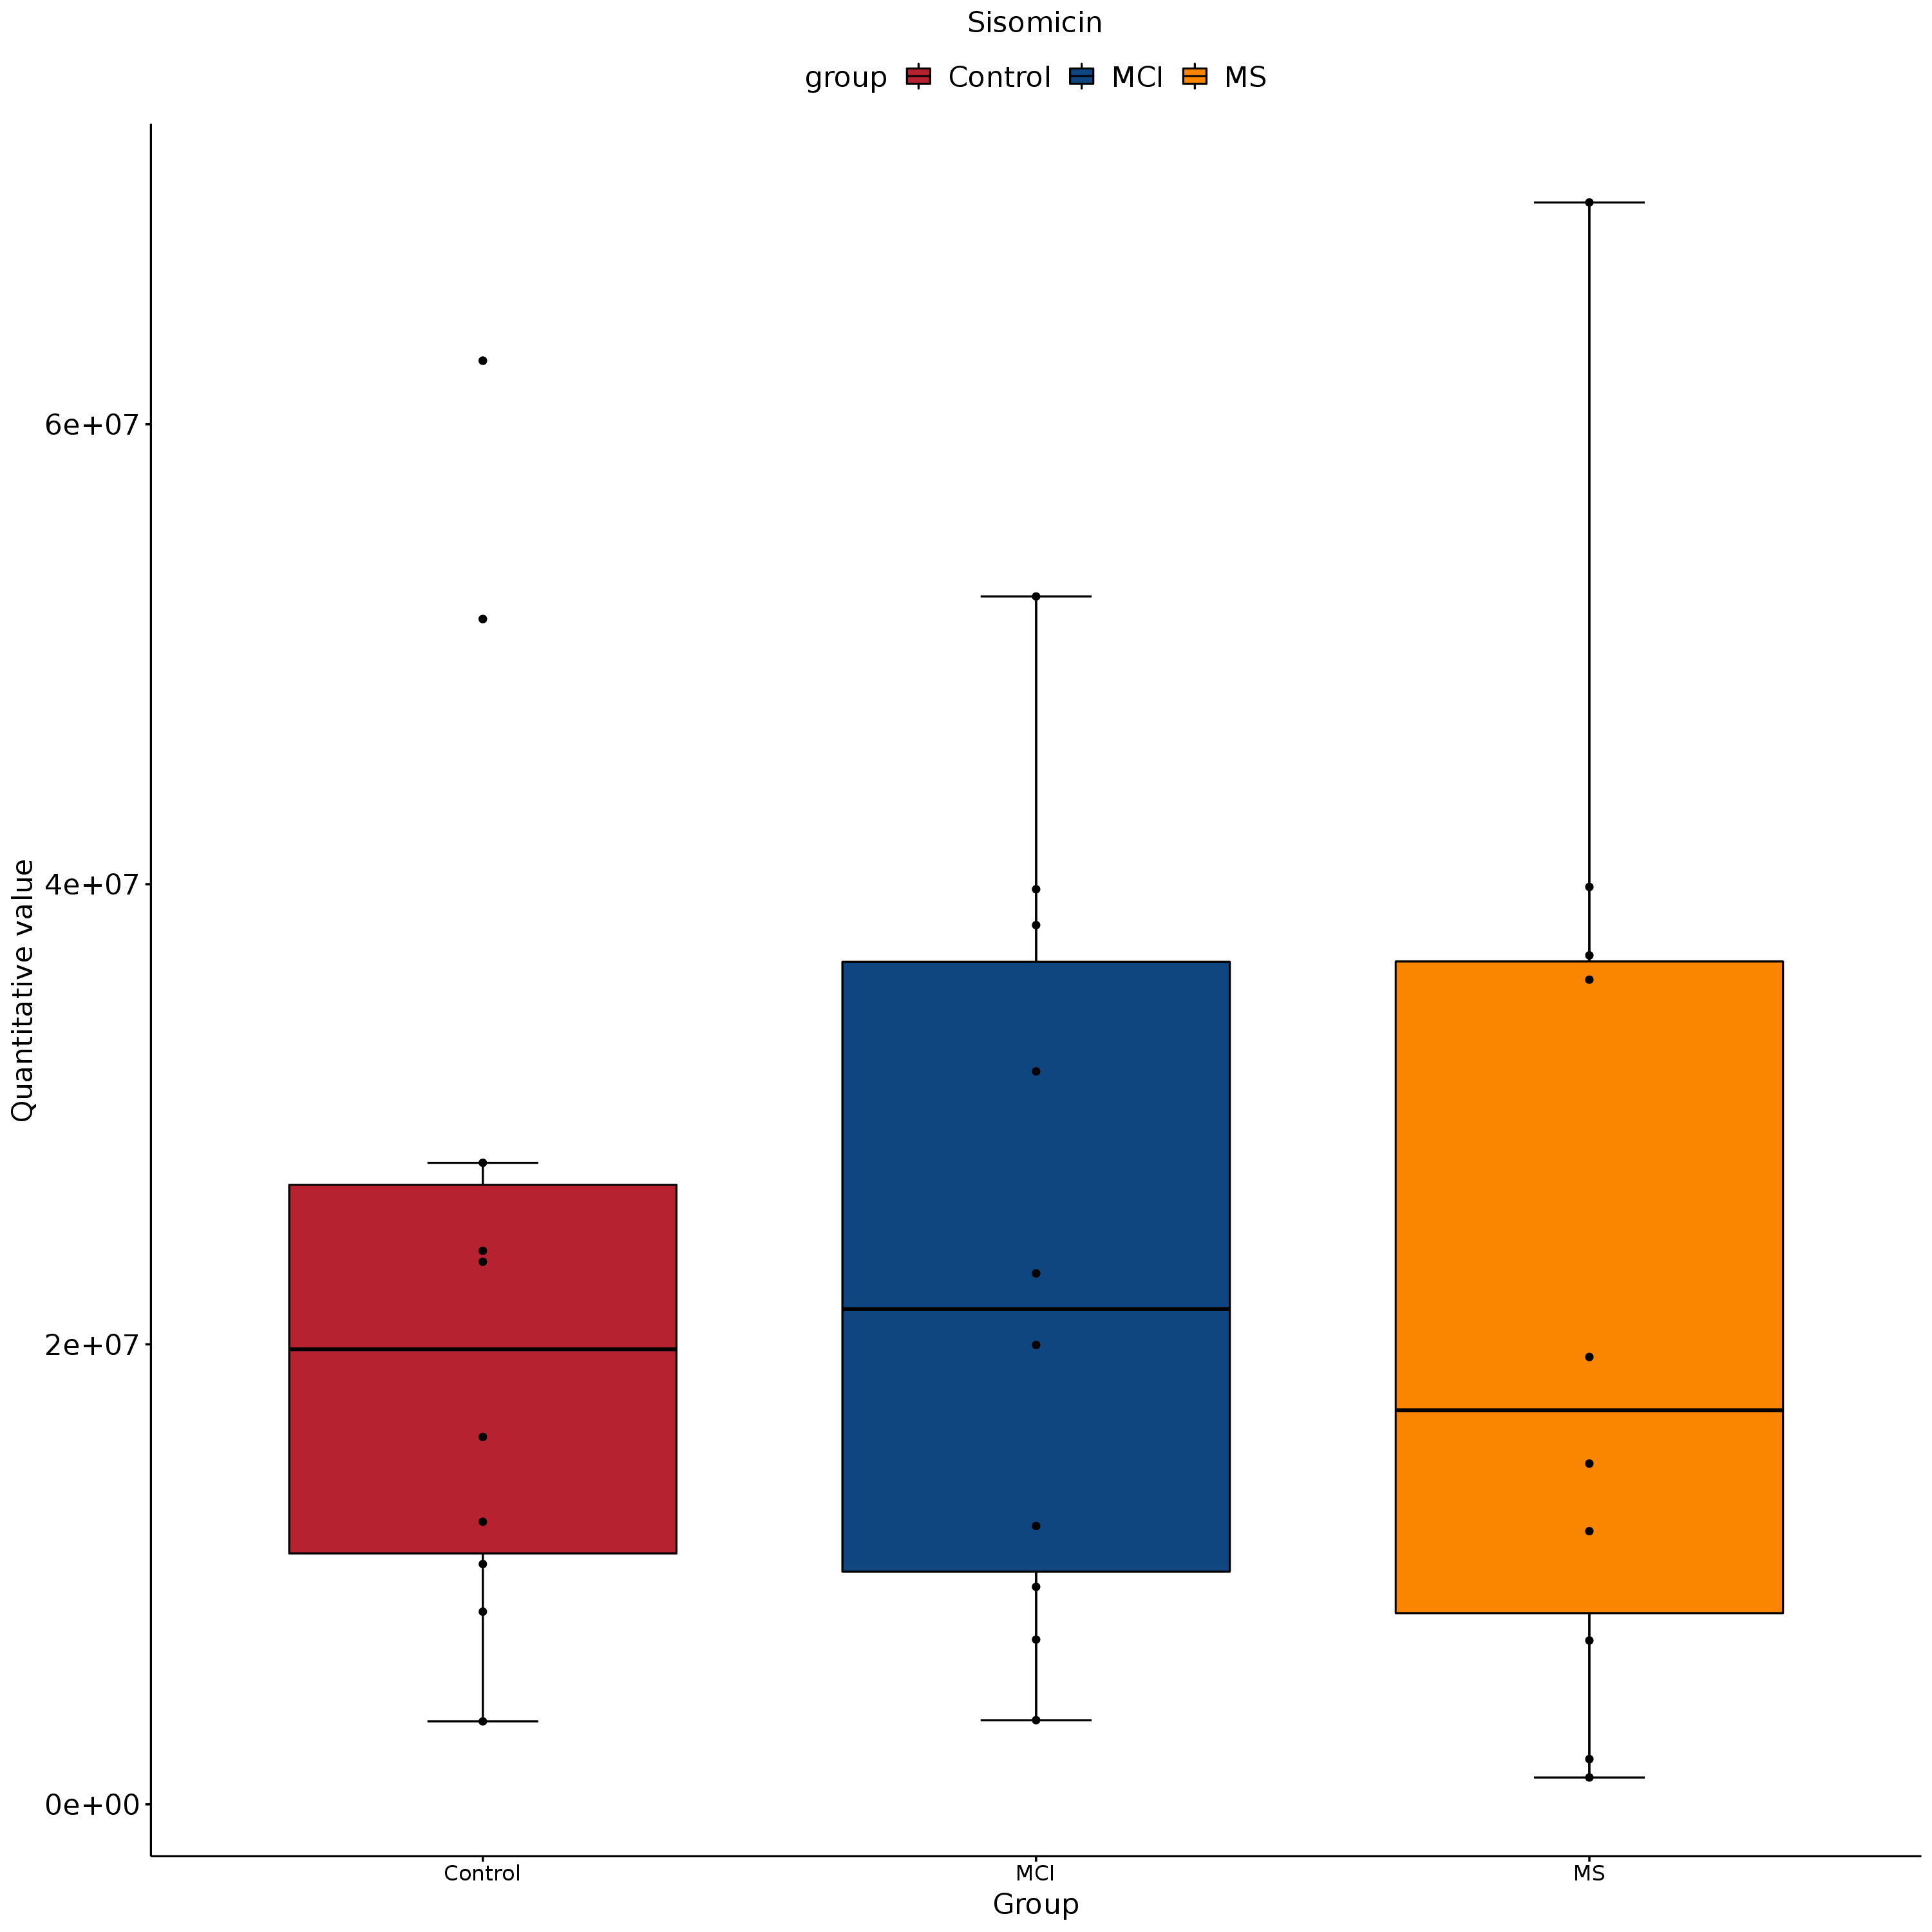 Sisomicin
group Control MCI MS
Quantitative value
6e+07
4e+07
2e+07
0e+00
Control MCI MS
Group